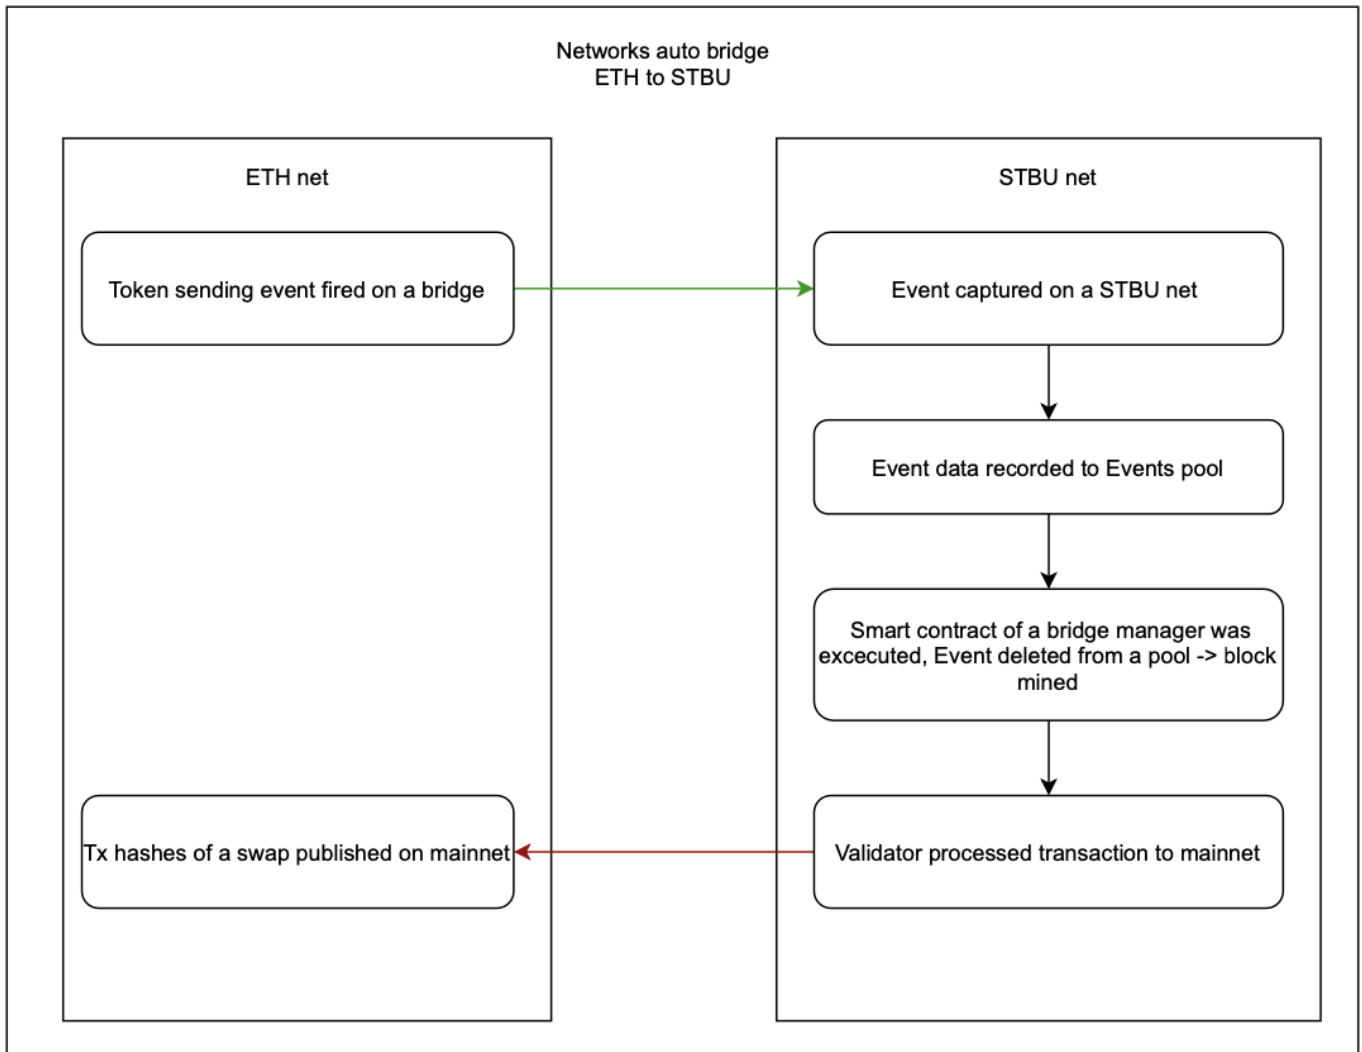 Networks auto bridge
ETH to STBU
ETH net
STBU net
Token sending event fired on a bridge
Event captured on a STBU net
Event data recorded to Events pool
Smart contract of a bridge manager was
excecuted, Event deleted from a pool -> block
mined
Tx hashes of a swap published on mainnet
Validator processed transaction to mainnet